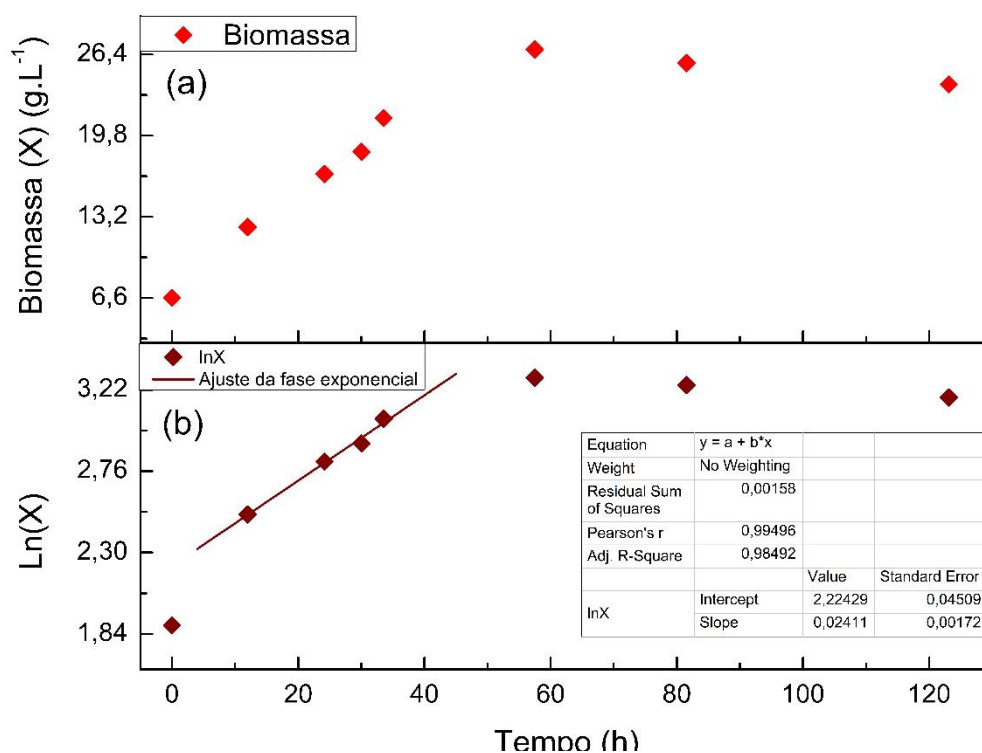 Biomassa
(a)
Biomassa (X) (g.L⁻¹)
26,4
19,8
13,2
6,6
lnX
Ajuste da fase exponencial
(b)
Ln(X)
3,22
2,76
2,30
1,84
Equation y = a + b*x
Weight No Weighting
Residual Sum
of Squares 0,00158
Pearson's r 0,99496
Adj. R-Square 0,98492
Value Standard Error
lnX Intercept 2,22429 0,04509
Slope 0,02411 0,00172
0 20 40 60 80 100 120
Tempo (h)